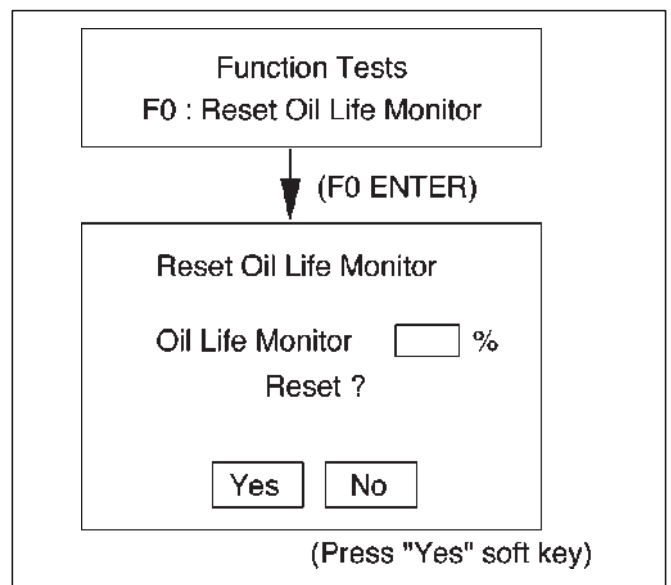 Function Tests
F0 : Reset Oil Life Monitor
(F0 ENTER)
Reset Oil Life Monitor
Oil Life Monitor %
Reset ?
Yes No
(Press "Yes" soft key)